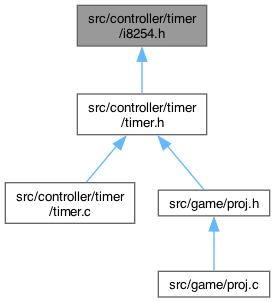 src/controller/timer
/i8254.h
src/controller/timer
/timer.h
src/controller/timer
/timer.c
src/game/proj.h
src/game/proj.c